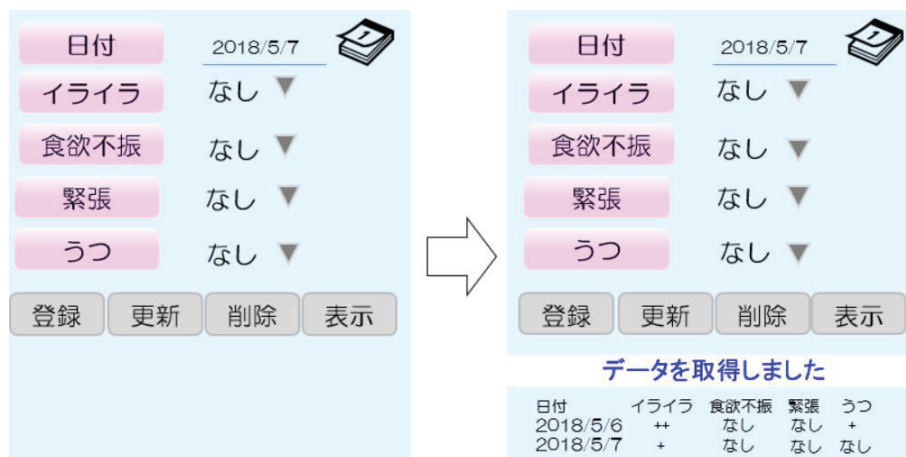 日付 2018/5/7
イライラ なし ▼
食欲不振 なし ▼
緊張 なし ▼
うつ なし ▼
登録 更新 削除 表示
日付 2018/5/7
イライラ なし ▼
食欲不振 なし ▼
緊張 なし ▼
うつ なし ▼
登録 更新 削除 表示
データを取得しました
日付 イライラ 食欲不振 緊張 うつ
2018/5/6 ++ なし なし +
2018/5/7 + なし なし なし